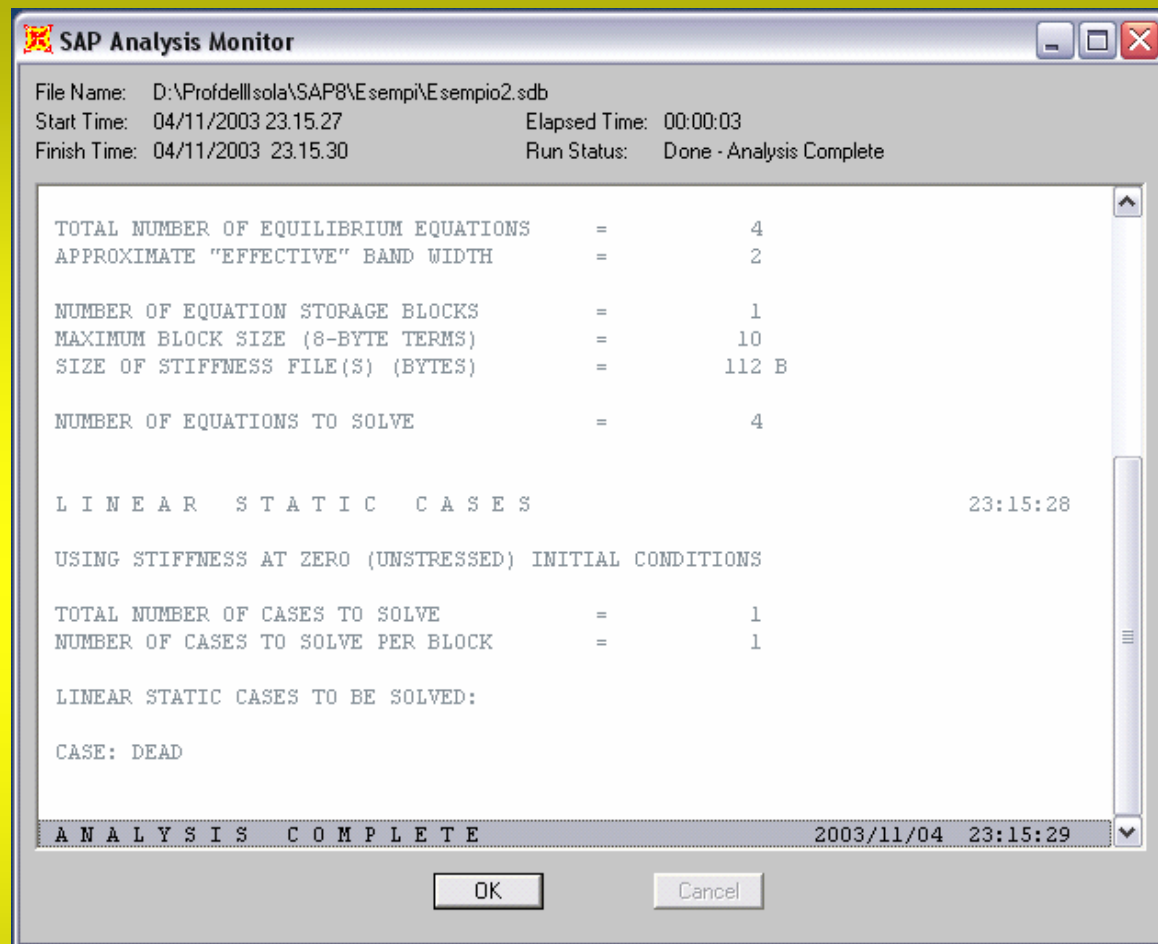 SAP Analysis Monitor
File Name: D:\ProfdellIsola\SAP8\Esempi\Esempio2.sdb
Start Time: 04/11/2003 23.15.27 Elapsed Time: 00:00:03
Finish Time: 04/11/2003 23.15.30 Run Status: Done - Analysis Complete
TOTAL NUMBER OF EQUILIBRIUM EQUATIONS = 4
APPROXIMATE "EFFECTIVE" BAND WIDTH = 2
NUMBER OF EQUATION STORAGE BLOCKS = 1
MAXIMUM BLOCK SIZE (8-BYTE TERMS) = 10
SIZE OF STIFFNESS FILE(S) (BYTES) = 112 B
NUMBER OF EQUATIONS TO SOLVE = 4
L I N E A R   S T A T I C   C A S E S 23:15:28
USING STIFFNESS AT ZERO (UNSTRESSED) INITIAL CONDITIONS
TOTAL NUMBER OF CASES TO SOLVE = 1
NUMBER OF CASES TO SOLVE PER BLOCK = 1
LINEAR STATIC CASES TO BE SOLVED:
CASE: DEAD
A N A L Y S I S   C O M P L E T E 2003/11/04 23:15:29
OK Cancel